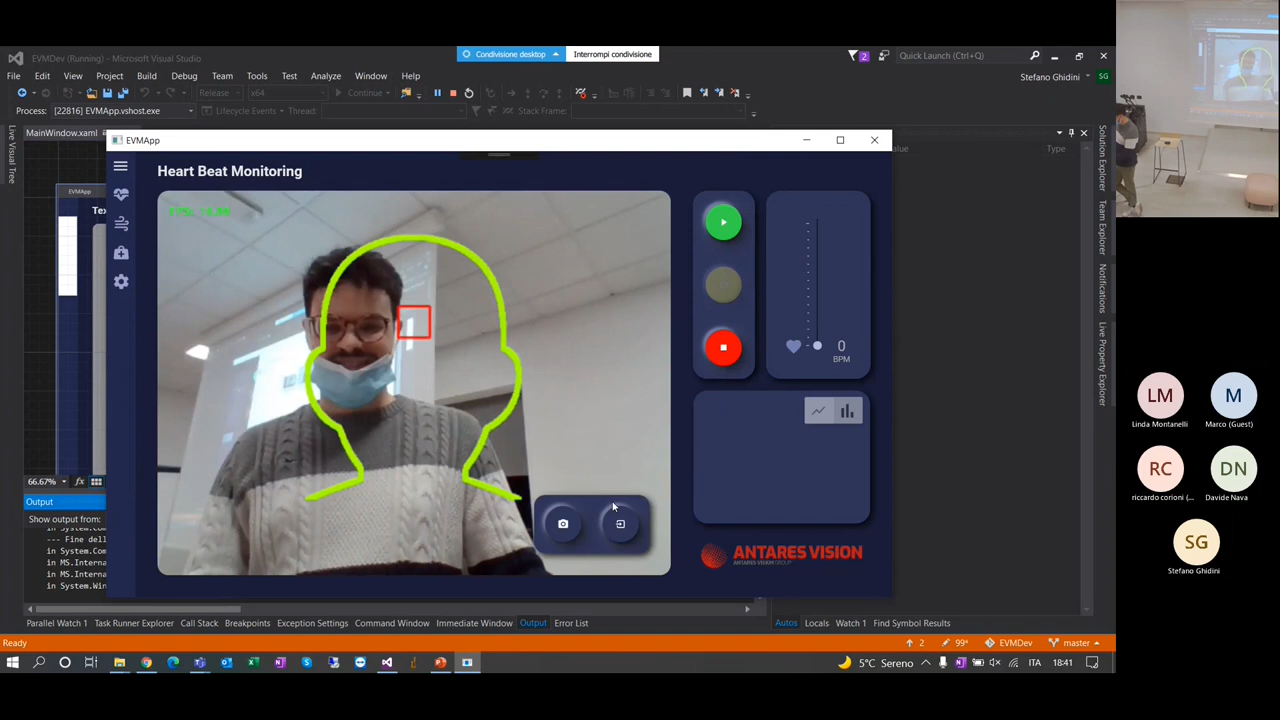 EVMDev (Running) - Microsoft Visual Studio
Condivisione desktop
Interrompi condivisione
2
Quick Launch (Ctrl+Q)
File Edit View Project Build Debug Team Tools Test Analyze Window Help
Stefano Ghidini SG
Release x64 Continue
Process: [22816] EVMApp.vshost.exe Lifecycle Events Thread: Stack Frame:
MainWindow.xaml
EVMApp
Live Visual Tree
EVMApp
Heart Beat Monitoring
0
BPM
ANTARES VISION
ANTARES VISION GROUP
Type
Solution Explorer
Team Explorer
Notifications
Live Property Explorer
66.67% fx
Output
Show output from:
in System.Com
in MS.Interna
in System.Win
Parallel Watch 1 Task Runner Explorer Call Stack Breakpoints Exception Settings Command Window Immediate Window Output Error List
Autos Locals Watch 1 Find Symbol Results
Ready
2 99* EVMDev master
5°C Sereno ITA 18:41
LM
Linda Montanelli
M
Marco (Guest)
RC
riccardo corioni (...
DN
Davide Nava
SG
Stefano Ghidini